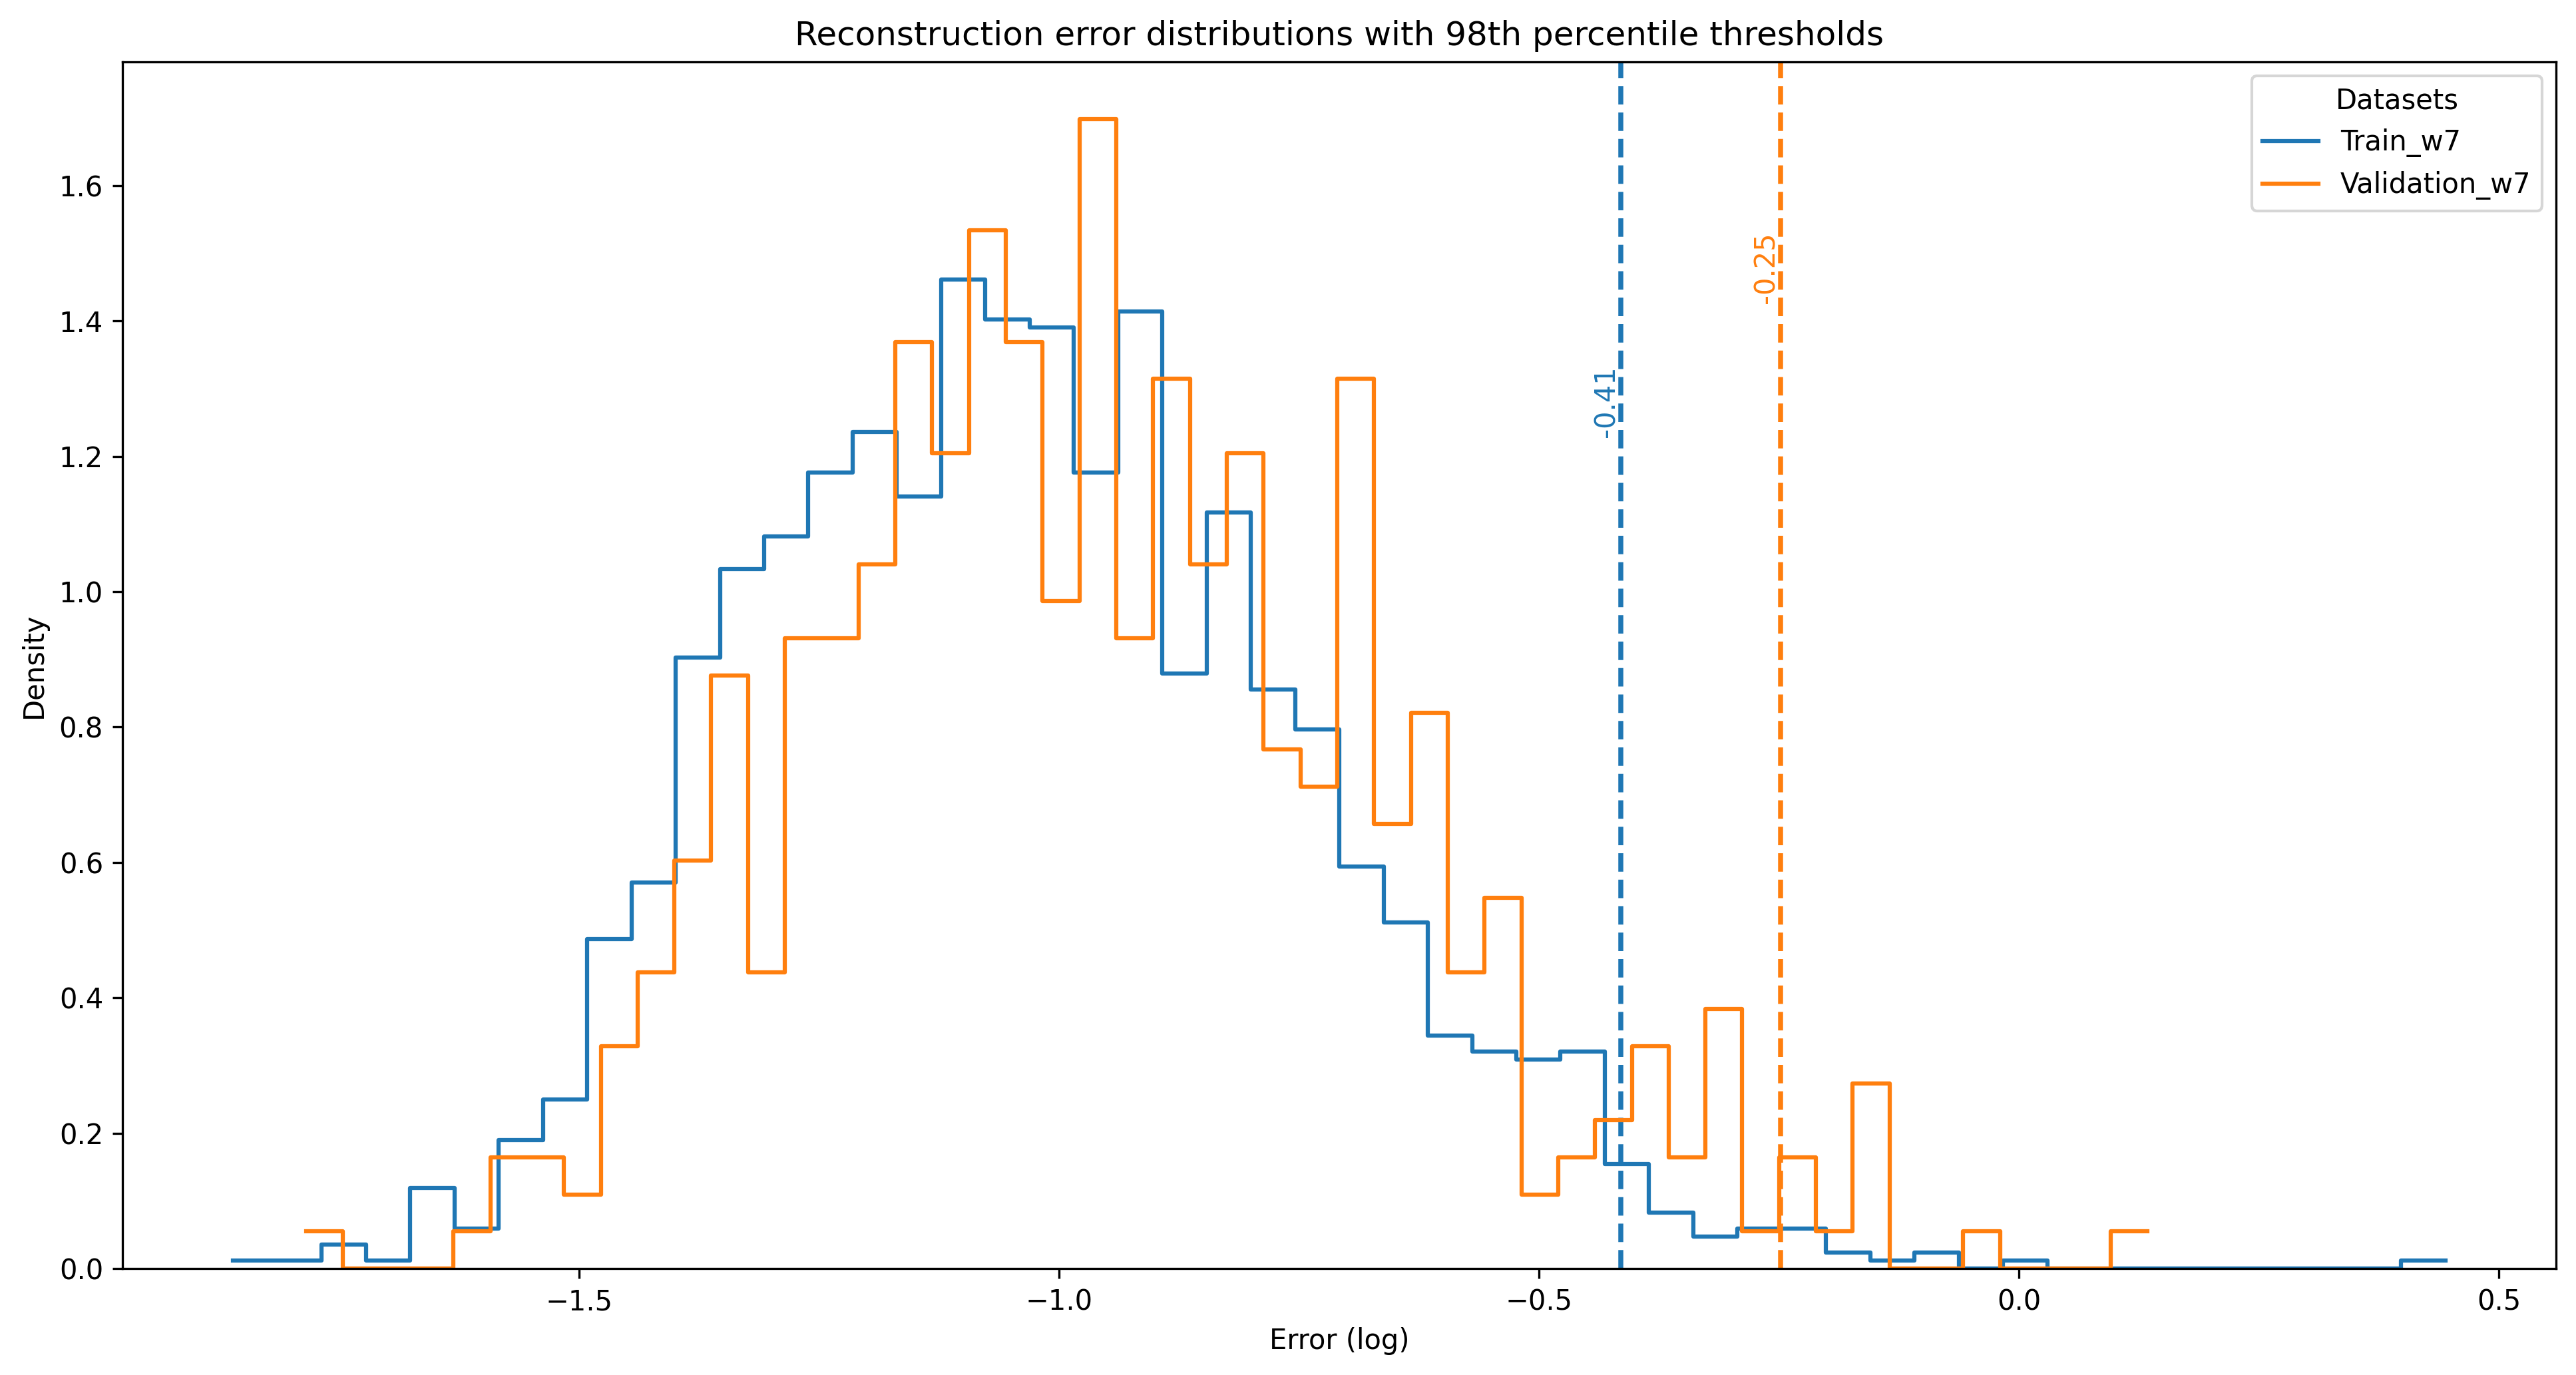 Reconstruction error distributions with 98th percentile thresholds
Datasets
Train_w7
Validation_w7
-0.41
-0.25
Density
1.6
1.4
1.2
1.0
0.8
0.6
0.4
0.2
0.0
−1.5
−1.0
−0.5
0.0
0.5
Error (log)